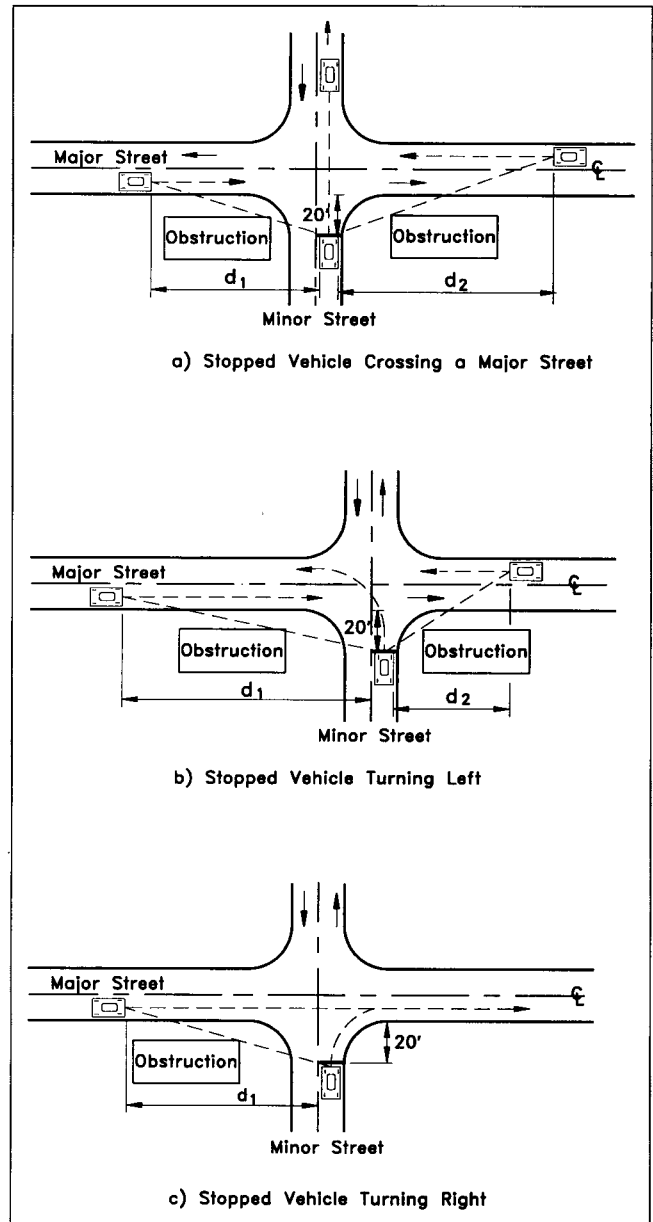 Major Street
℄
20'
Obstruction
Obstruction
d1
d2
Minor Street
a) Stopped Vehicle Crossing a Major Street
Major Street
℄
20'
Obstruction
Obstruction
d1
d2
Minor Street
b) Stopped Vehicle Turning Left
Major Street
℄
20'
Obstruction
d1
Minor Street
c) Stopped Vehicle Turning Right